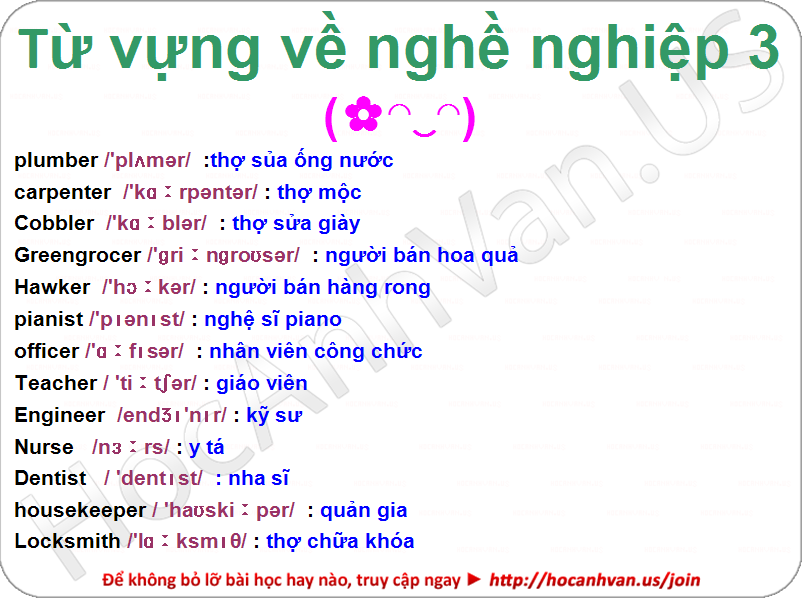 Từ vựng về nghề nghiệp 3
(✿◠‿◠)
plumber /'plʌmər/ :thợ sủa ống nước
carpenter /'kɑːrpəntər/ : thợ mộc
Cobbler /'kɑːblər/ : thợ sửa giày
Greengrocer /'ɡriːnɡroʊsər/ : người bán hoa quả
Hawker /'hɔːkər/ : người bán hàng rong
pianist /'pɪənɪst/ : nghệ sĩ piano
officer /'ɑːfɪsər/ : nhân viên công chức
Teacher / 'tiːtʃər/ : giáo viên
Engineer /endʒɪ'nɪr/ : kỹ sư
Nurse /nɜːrs/ : y tá
Dentist / 'dentɪst/ : nha sĩ
housekeeper / 'haʊskiːpər/ : quản gia
Locksmith /'lɑːksmɪθ/ : thợ chữa khóa
Để không bỏ lỡ bài học hay nào, truy cập ngay ► http://hocanhvan.us/join
HocAnhVan.US